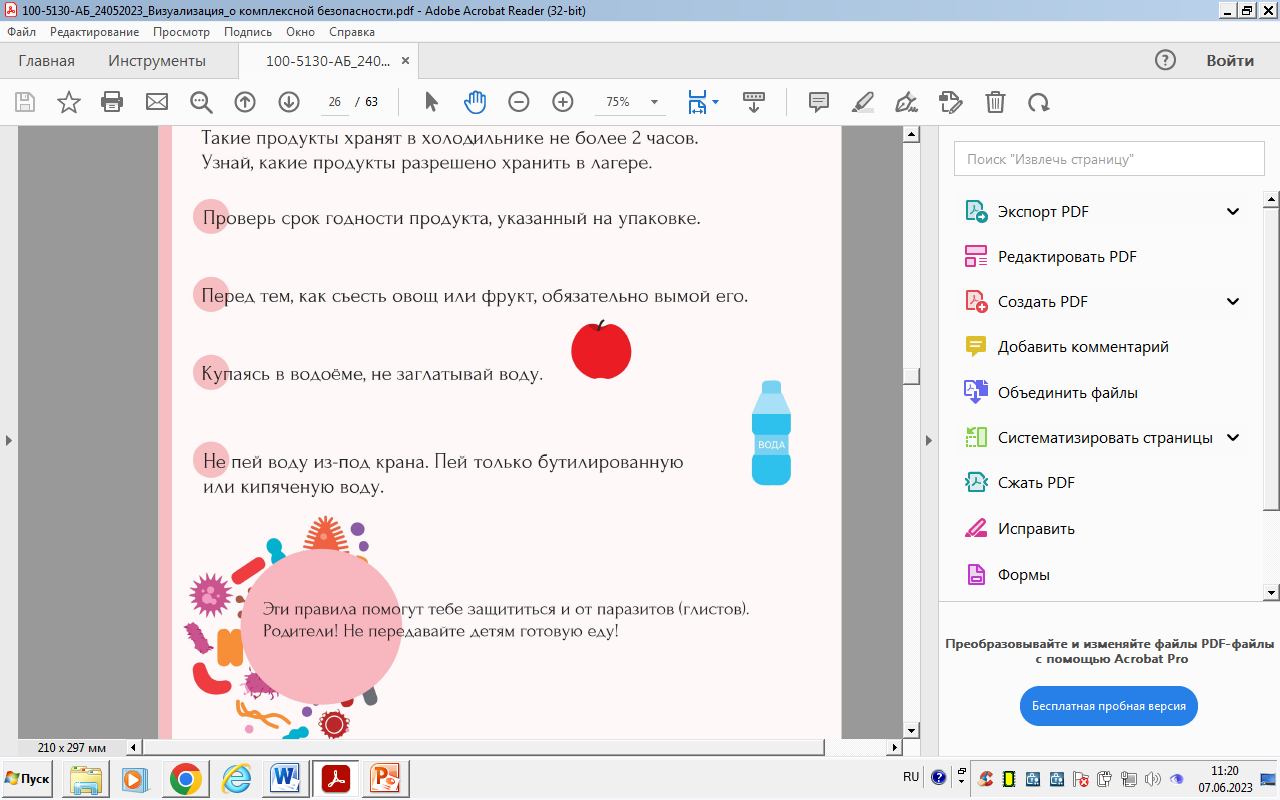 100-5130-АБ_24052023_Визуализация_о комплексной безопасности.pdf - Adobe Acrobat Reader (32-bit)
Файл Редактирование Просмотр Подпись Окно Справка
Главная Инструменты 100-5130-АБ_240... × Войти
26 / 63 75%
Такие продукты хранят в холодильнике не более 2 часов.
Узнай, какие продукты разрешено хранить в лагере.
Проверь срок годности продукта, указанный на упаковке.
Перед тем, как съесть овощ или фрукт, обязательно вымой его.
Купаясь в водоёме, не заглатывай воду.
ВОДА
Не пей воду из-под крана. Пей только бутилированную
или кипяченую воду.
Эти правила помогут тебе защититься и от паразитов (глистов).
Родители! Не передавайте детям готовую еду!
210 x 297 мм
Поиск "Извлечь страницу"
Экспорт PDF
Редактировать PDF
Создать PDF
Добавить комментарий
Объединить файлы
Систематизировать страницы
Сжать PDF
Исправить
Формы
Преобразовывайте и изменяйте файлы PDF-файлы
с помощью Acrobat Pro
Бесплатная пробная версия
Пуск RU 11:20
07.06.2023